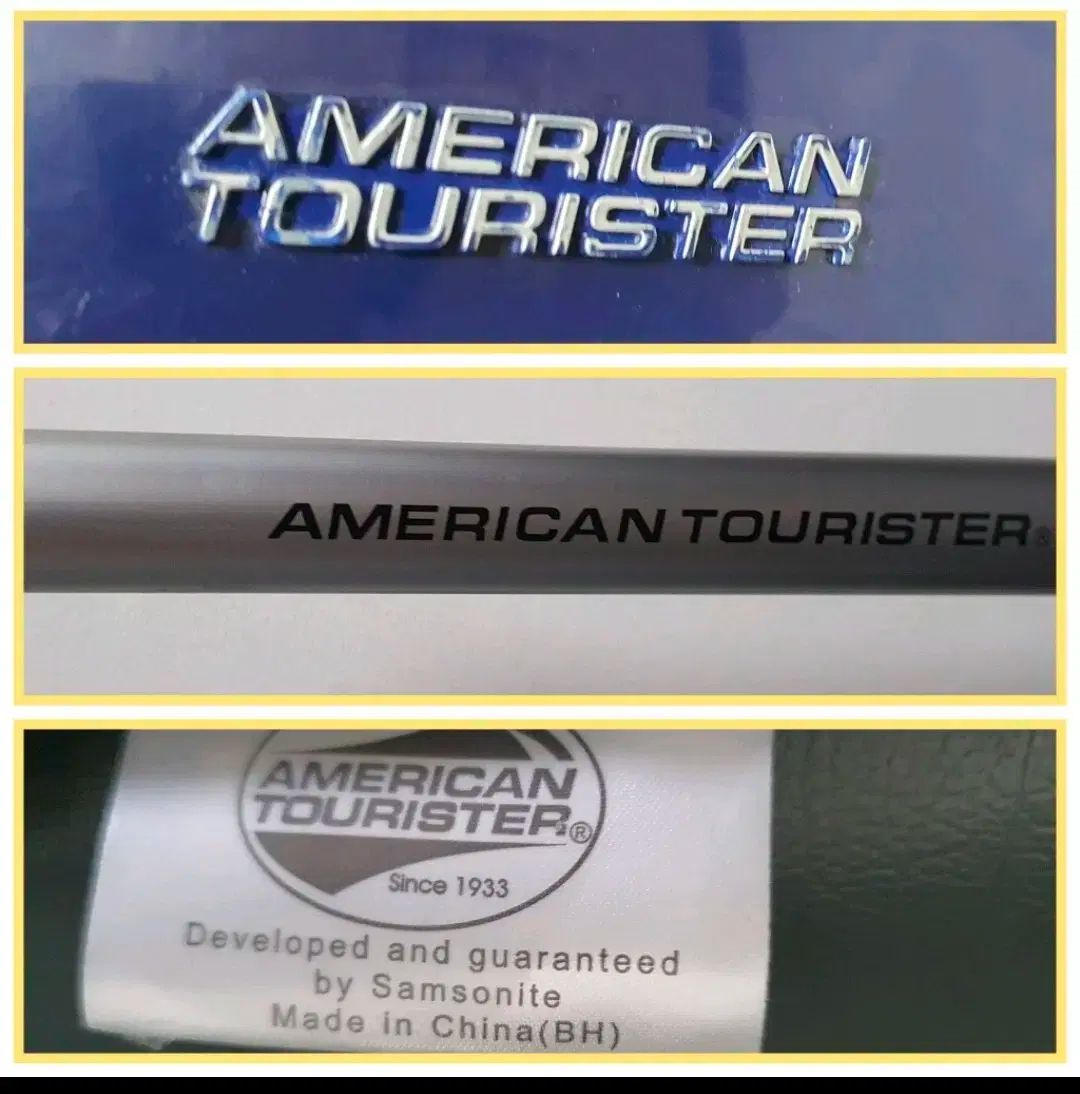 AMERICAN
TOURISTER
AMERICAN TOURISTER®
AMERICAN
TOURISTER®
Since 1933
Developed and guaranteed
by Samsonite
Made in China(BH)